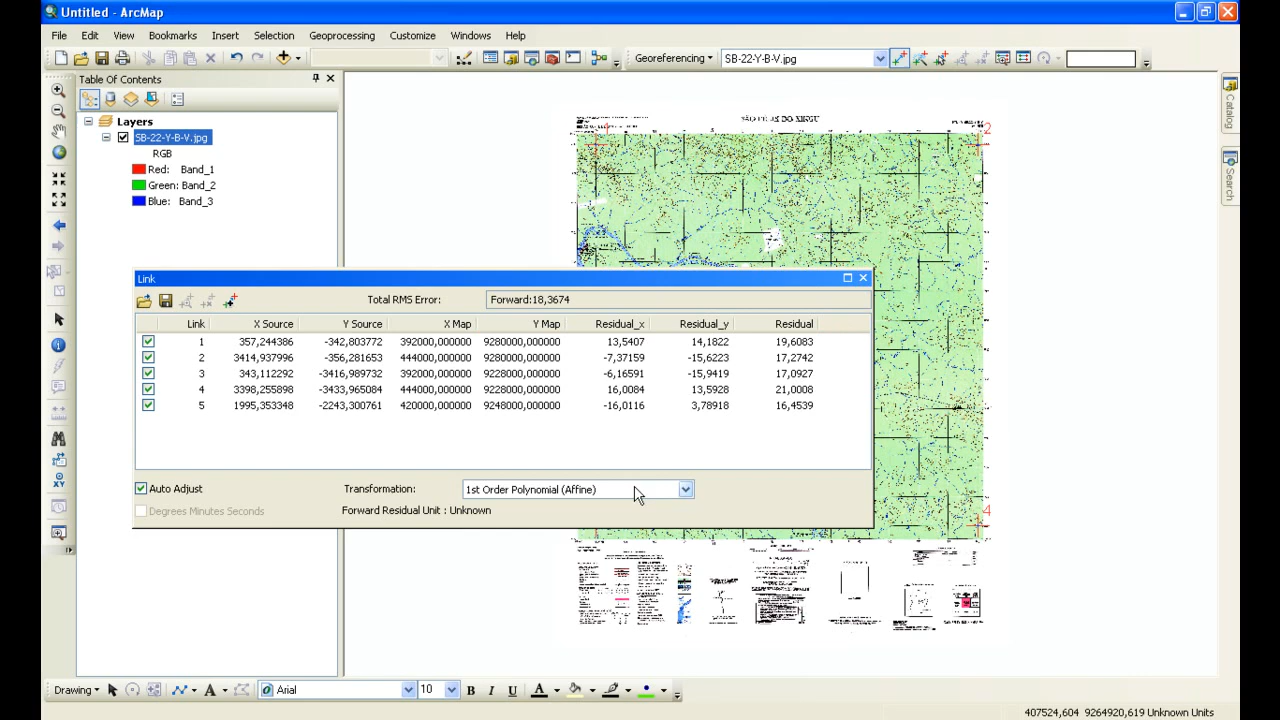 Untitled - ArcMap
File Edit View Bookmarks Insert Selection Geoprocessing Customize Windows Help
Georeferencing SB-22-Y-B-V.jpg
Table Of Contents
Layers
SB-22-Y-B-V.jpg
RGB
Red: Band_1
Green: Band_2
Blue: Band_3
Catalog
Search
1
2
Link
Total RMS Error: Forward:18,3674
Link X Source Y Source X Map Y Map Residual_x Residual_y Residual
1 357,244386 -342,803772 392000,000000 9280000,000000 13,5407 14,1822 19,6083
2 3414,937996 -356,281653 444000,000000 9280000,000000 -7,37159 -15,6223 17,2742
3 343,112292 -3416,989732 392000,000000 9228000,000000 -6,16591 -15,9419 17,0927
4 3398,255898 -3433,965084 444000,000000 9228000,000000 16,0084 13,5928 21,0008
5 1995,353348 -2243,300761 420000,000000 9248000,000000 -16,0116 3,78918 16,4539
Auto Adjust Transformation: 1st Order Polynomial (Affine)
Degrees Minutes Seconds Forward Residual Unit : Unknown
4
Drawing A Arial 10 B I U A
407524,604 9264920,619 Unknown Units